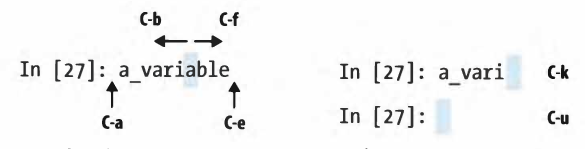 C-b C-f
In [27]: a_variable
C-a C-e
In [27]: a_vari C-k
In [27]: C-u